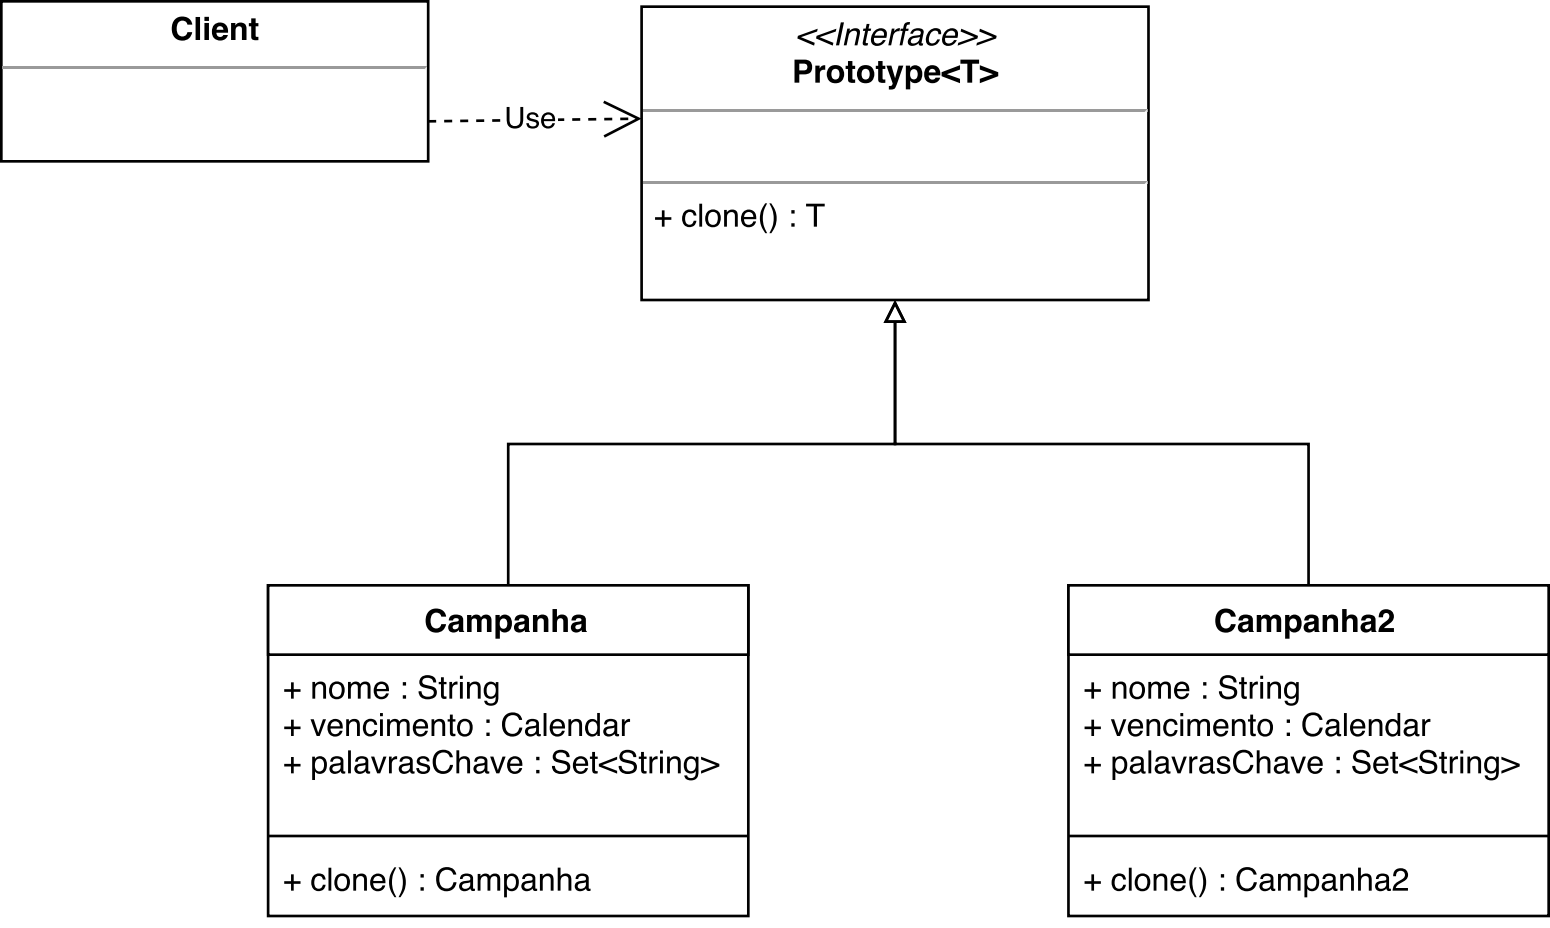 Client
<<Interface>>
Prototype<T>
Use
+ clone() : T
Campanha
+ nome : String
+ vencimento : Calendar
+ palavrasChave : Set<String>
+ clone() : Campanha
Campanha2
+ nome : String
+ vencimento : Calendar
+ palavrasChave : Set<String>
+ clone() : Campanha2